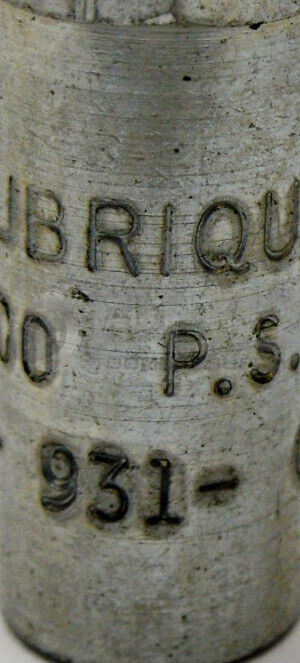 UBRIQU
00 P.S.
931-